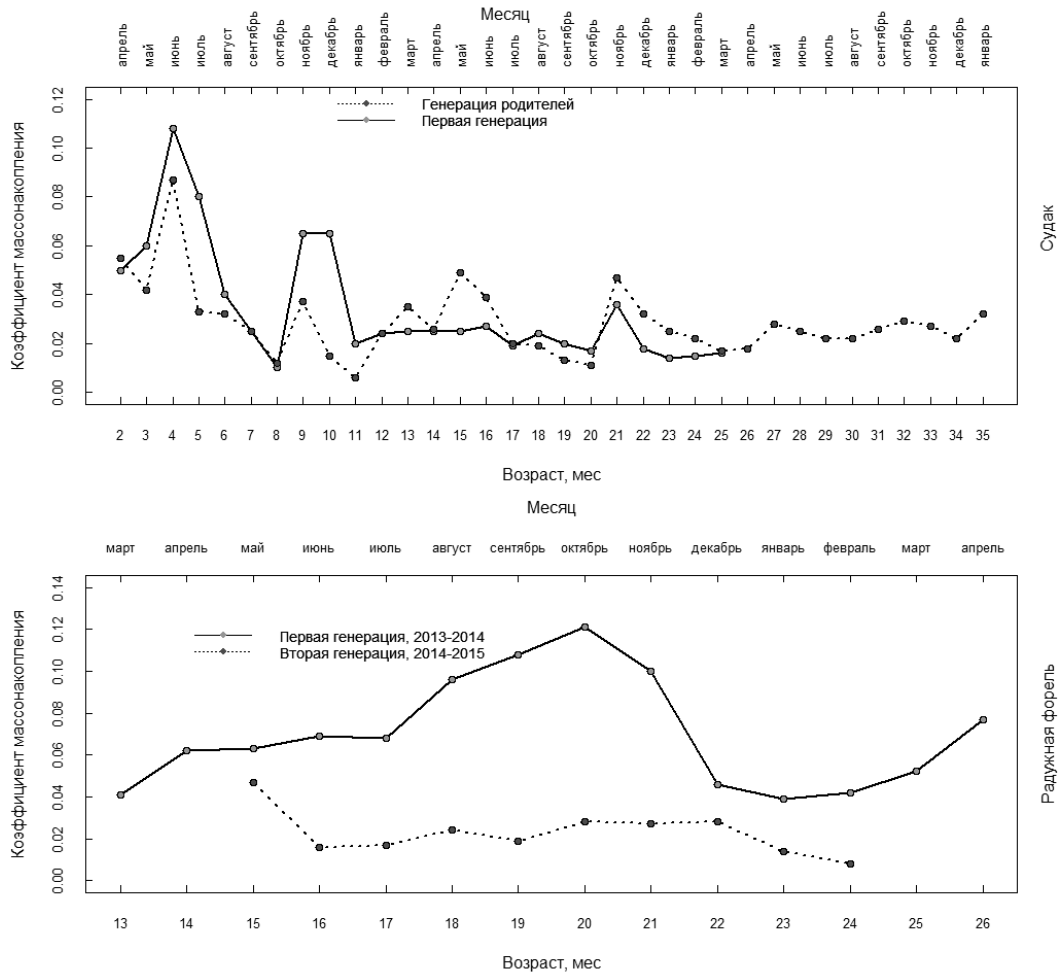 Месяц
апрель май июнь июль август сентябрь октябрь ноябрь декабрь январь февраль март апрель май июнь июль август сентябрь октябрь ноябрь декабрь январь февраль март апрель май июнь июль август сентябрь октябрь ноябрь декабрь январь
Генерация родителей
Первая генерация
0.12
0.10
0.08
0.06
0.04
0.02
0.00
Коэффициент массонакопления
Судак
2 3 4 5 6 7 8 9 10 11 12 13 14 15 16 17 18 19 20 21 22 23 24 25 26 27 28 29 30 31 32 33 34 35
Возраст, мес
Месяц
март апрель май июнь июль август сентябрь октябрь ноябрь декабрь январь февраль март апрель
Первая генерация, 2013-2014
Вторая генерация, 2014-2015
0.14
0.12
0.10
0.08
0.06
0.04
0.02
0.00
Коэффициент массонакопления
Радужная форель
13 14 15 16 17 18 19 20 21 22 23 24 25 26
Возраст, мес